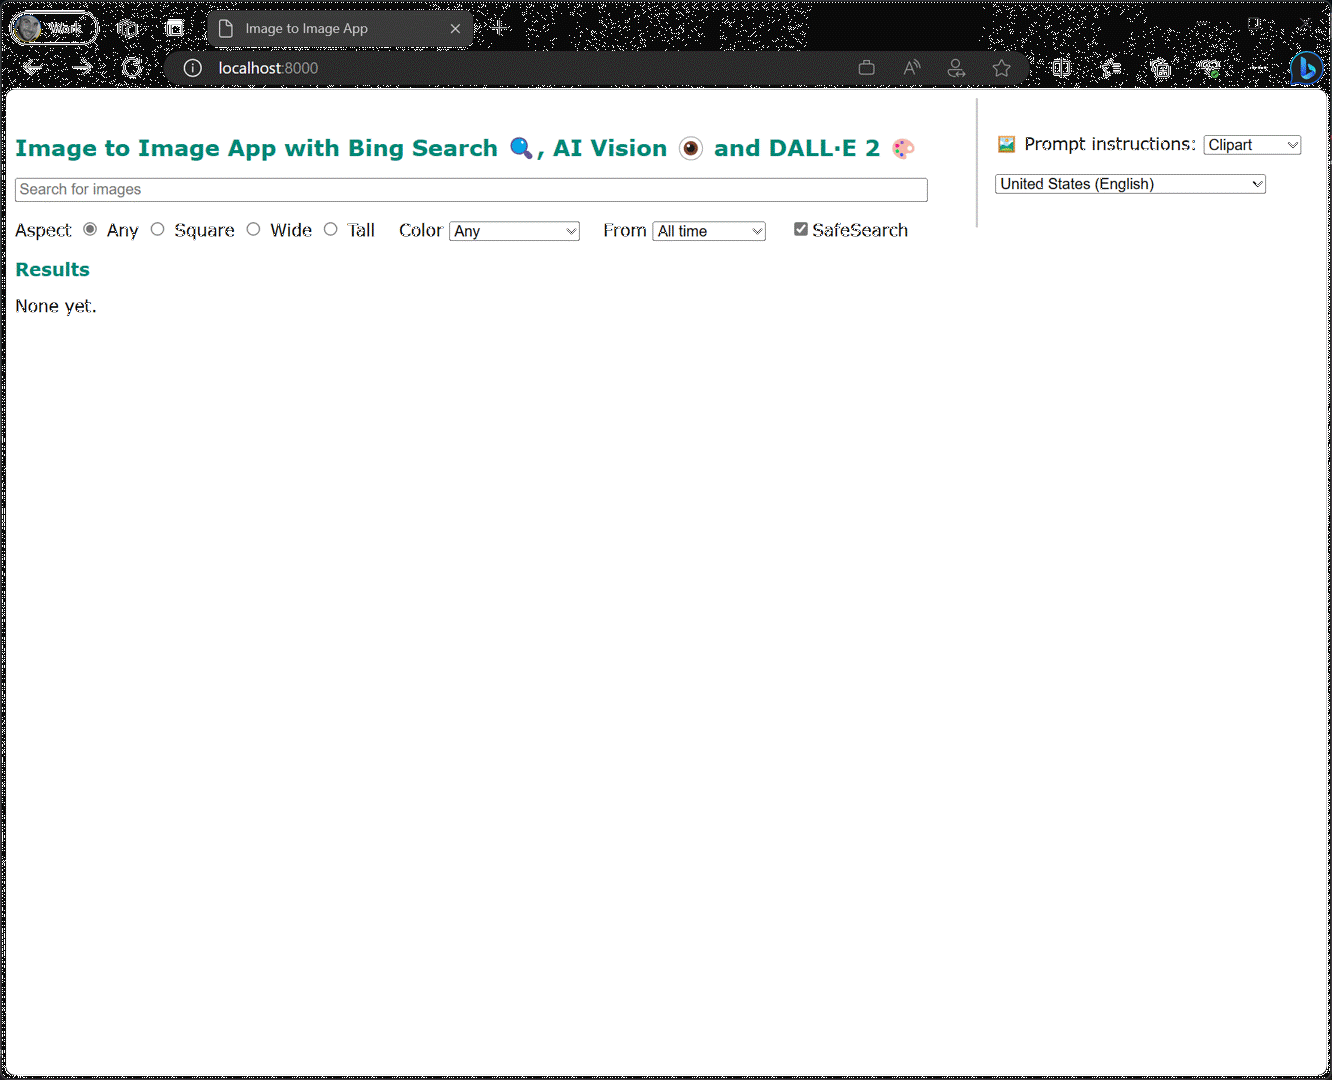 Work
Image to Image App
localhost:8000
Image to Image App with Bing Search 🔍, AI Vision 👁 and DALL·E 2 🎨
Search for images
Aspect Any Square Wide Tall Color Any From All time SafeSearch
Results
None yet.
🖼 Prompt instructions: Clipart
United States (English)